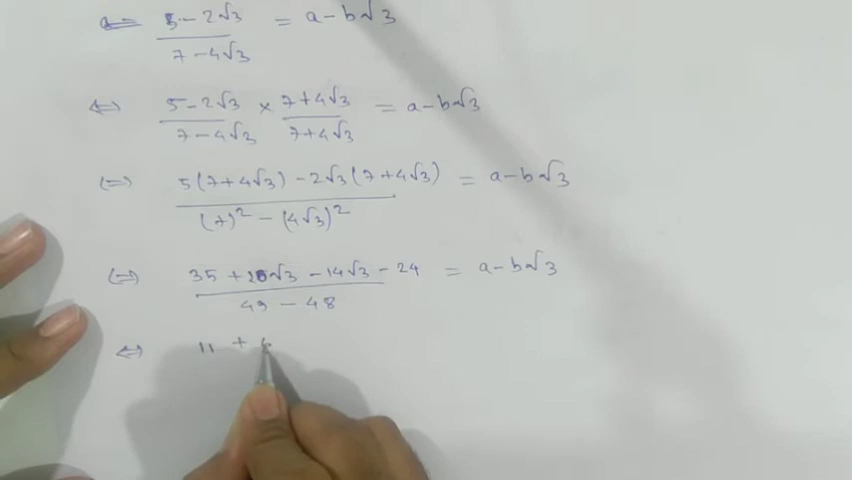 5 - 2√3 / 7 - 4√3 = a - b√3
⇔ 5 - 2√3 / 7 - 4√3 × 7 + 4√3 / 7 + 4√3 = a - b√3
⇔ 5(7 + 4√3) - 2√3(7 + 4√3) / (7)² - (4√3)² = a - b√3
⇔ 35 + 20√3 - 14√3 - 24 / 49 - 48 = a - b√3
⇔ 11 +